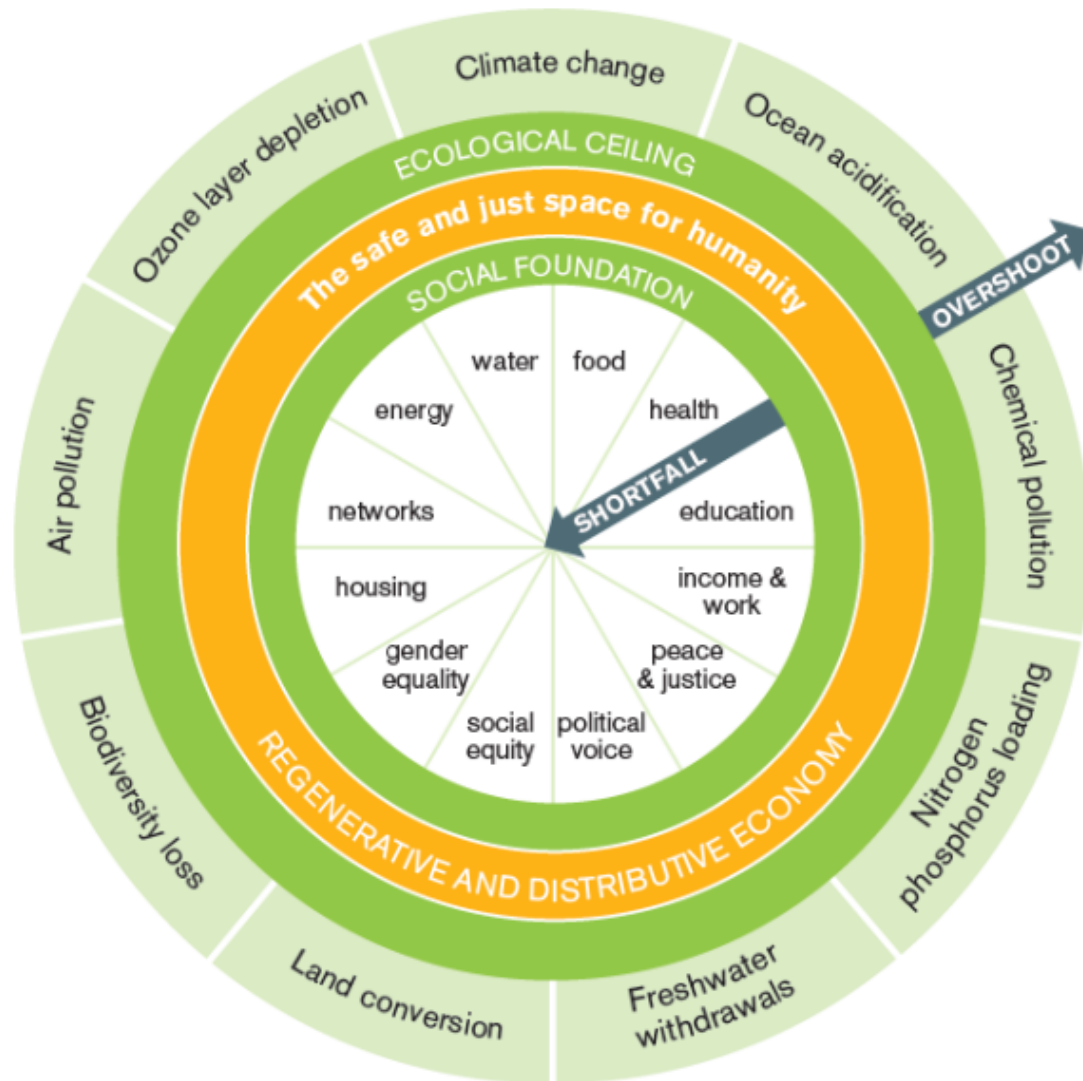 Climate change
Ocean acidification
OVERSHOOT
Chemical pollution
Nitrogen
phosphorus loading
Freshwater
withdrawals
Land conversion
Biodiversity loss
Air pollution
Ozone layer depletion
ECOLOGICAL CEILING
The safe and just space for humanity
SOCIAL FOUNDATION
water
food
energy
health
SHORTFALL
networks
education
housing
income &
work
gender
equality
peace
& justice
social
equity
political
voice
REGENERATIVE AND DISTRIBUTIVE ECONOMY